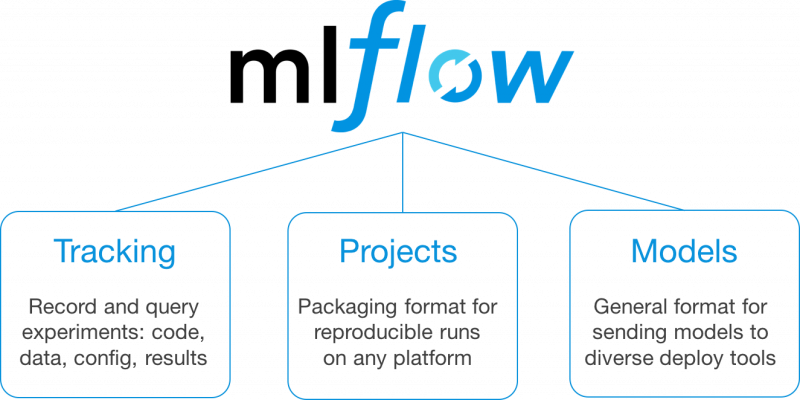 mlflow
Tracking
Record and query
experiments: code,
data, config, results
Projects
Packaging format for
reproducible runs
on any platform
Models
General format for
sending models to
diverse deploy tools